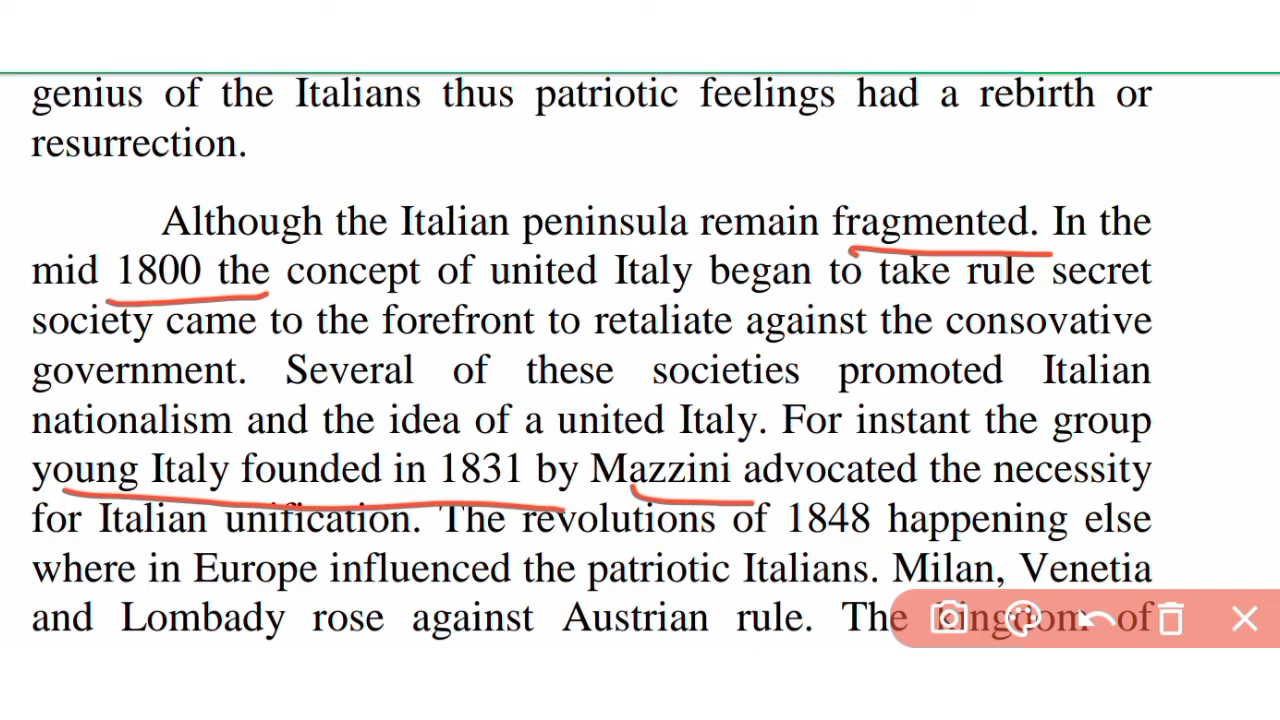 genius of the Italians thus patriotic feelings had a rebirth or
resurrection.
Although the Italian peninsula remain fragmented. In the
mid 1800 the concept of united Italy began to take rule secret
society came to the forefront to retaliate against the consovative
government. Several of these societies promoted Italian
nationalism and the idea of a united Italy. For instant the group
young Italy founded in 1831 by Mazzini advocated the necessity
for Italian unification. The revolutions of 1848 happening else
where in Europe influenced the patriotic Italians. Milan, Venetia
and Lombady rose against Austrian rule. The kingdom of